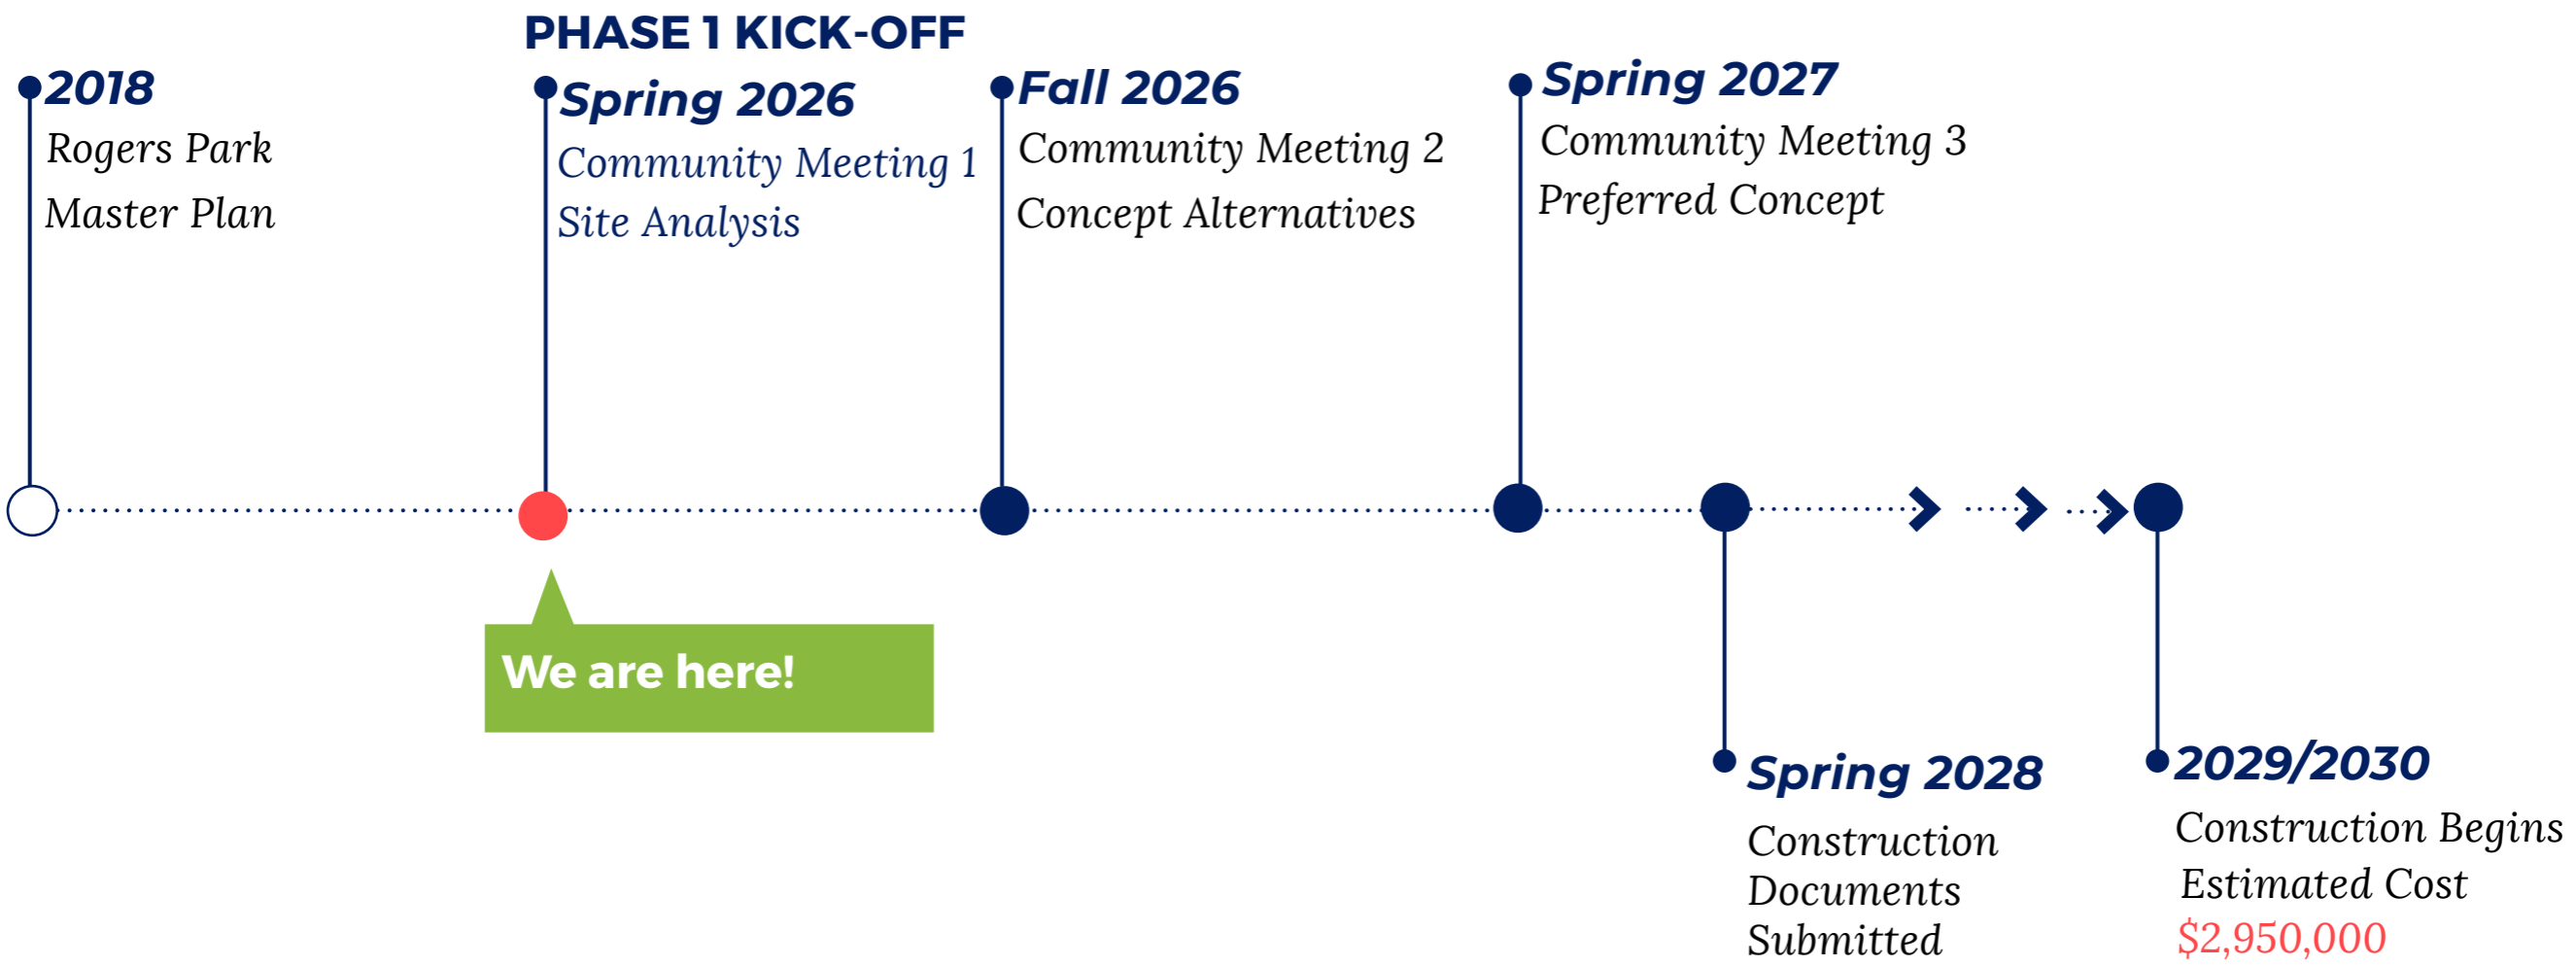 2018
Rogers Park
Master Plan
PHASE 1 KICK-OFF
Spring 2026
Community Meeting 1
Site Analysis
Fall 2026
Community Meeting 2
Concept Alternatives
Spring 2027
Community Meeting 3
Preferred Concept
We are here!
Spring 2028
Construction
Documents
Submitted
2029/2030
Construction Begins
Estimated Cost
$2,950,000